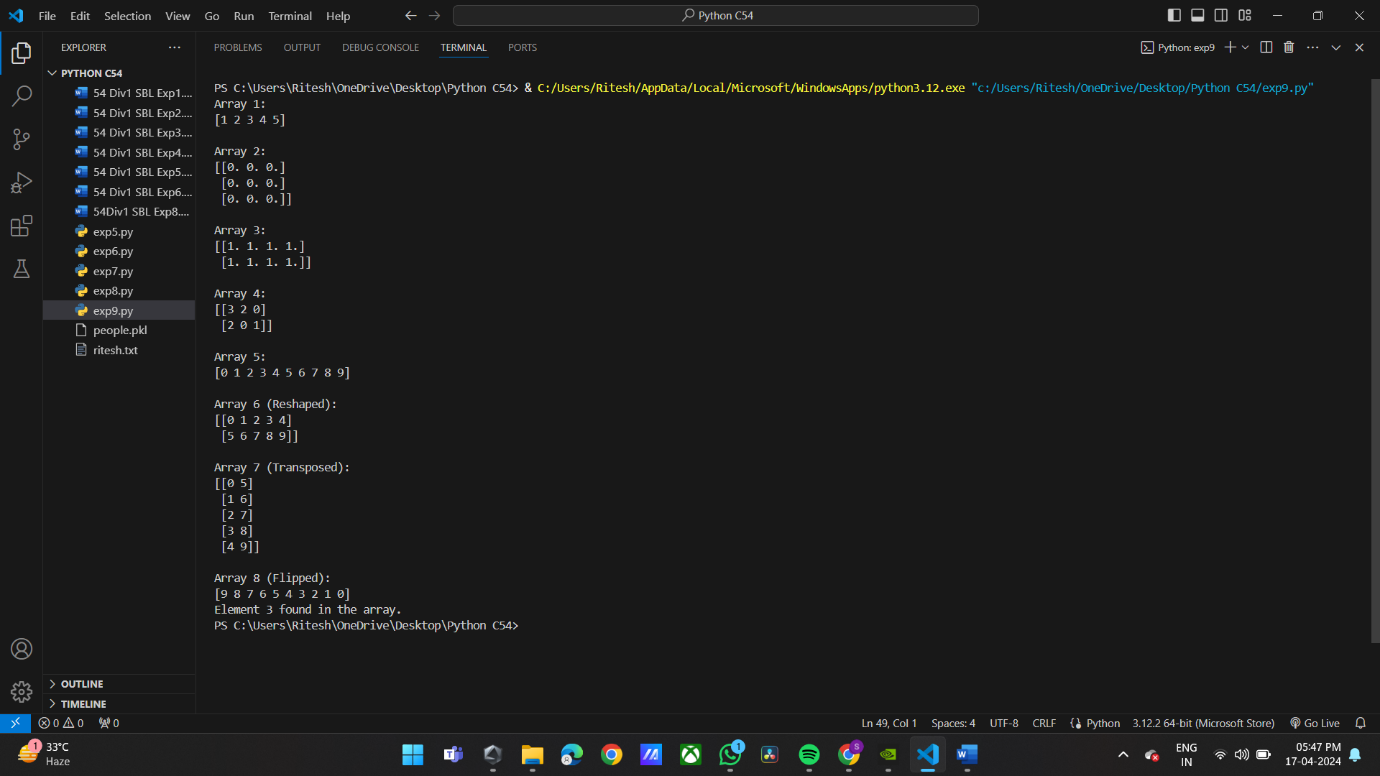 File Edit Selection View Go Run Terminal Help
Python C54
EXPLORER
PYTHON C54
54 Div1 SBL Exp1....
54 Div1 SBL Exp2....
54 Div1 SBL Exp3....
54 Div1 SBL Exp4....
54 Div1 SBL Exp5....
54 Div1 SBL Exp6....
54Div1 SBL Exp8....
exp5.py
exp6.py
exp7.py
exp8.py
exp9.py
people.pkl
ritesh.txt
OUTLINE
TIMELINE
PROBLEMS OUTPUT DEBUG CONSOLE TERMINAL PORTS
Python: exp9
PS C:\Users\Ritesh\OneDrive\Desktop\Python C54> & C:/Users/Ritesh/AppData/Local/Microsoft/WindowsApps/python3.12.exe "c:/Users/Ritesh/OneDrive/Desktop/Python C54/exp9.py"
Array 1:
[1 2 3 4 5]
Array 2:
[[0. 0. 0.]
[0. 0. 0.]
[0. 0. 0.]]
Array 3:
[[1. 1. 1. 1.]
[1. 1. 1. 1.]]
Array 4:
[[3 2 0]
[2 0 1]]
Array 5:
[0 1 2 3 4 5 6 7 8 9]
Array 6 (Reshaped):
[[0 1 2 3 4]
[5 6 7 8 9]]
Array 7 (Transposed):
[[0 5]
[1 6]
[2 7]
[3 8]
[4 9]]
Array 8 (Flipped):
[9 8 7 6 5 4 3 2 1 0]
Element 3 found in the array.
PS C:\Users\Ritesh\OneDrive\Desktop\Python C54>
0 0 0
Ln 49, Col 1 Spaces: 4 UTF-8 CRLF Python 3.12.2 64-bit (Microsoft Store) Go Live
1
33°C
Haze
1
S
ENG
IN
05:47 PM
17-04-2024